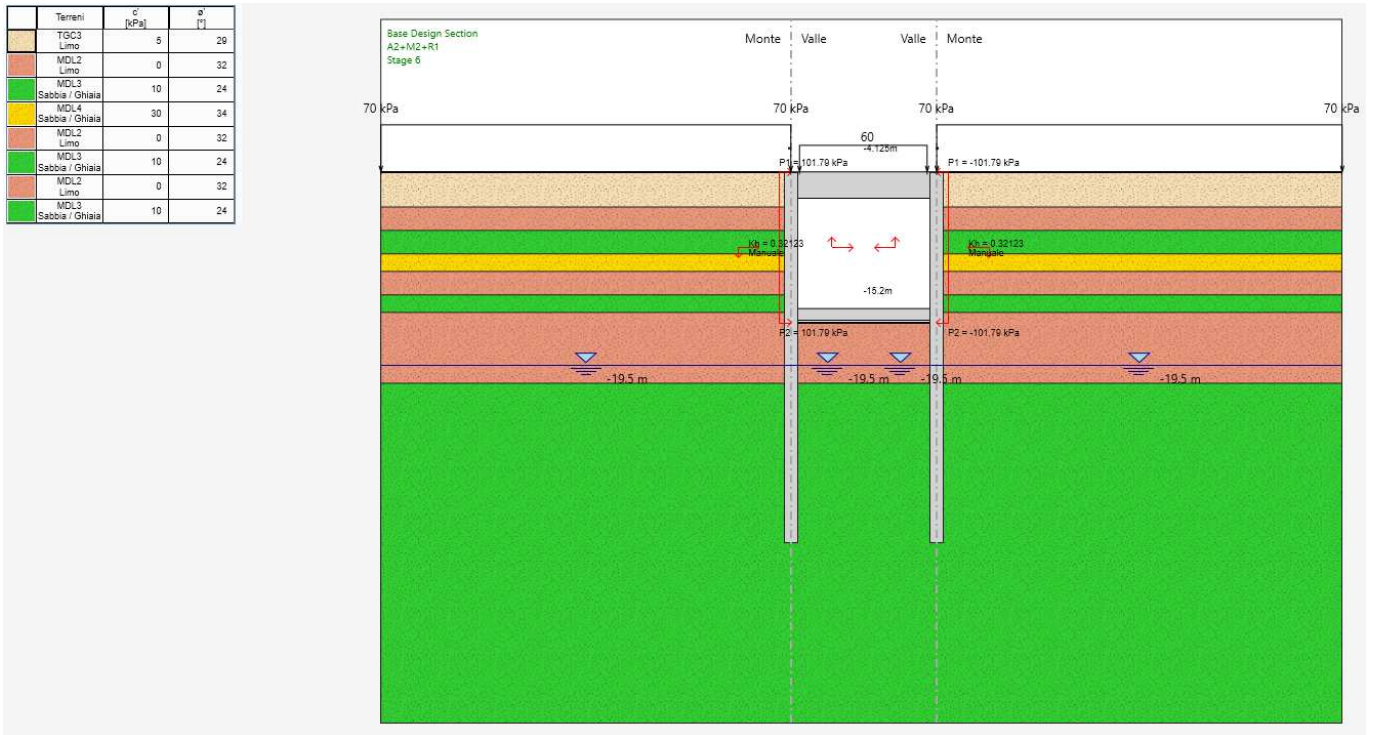 Terreni c' [kPa] ø' [°]
TGC3 Limo 5 29
MDL2 Limo 0 32
MDL3 Sabbia / Ghiaia 10 24
MDL4 Sabbia / Ghiaia 30 34
MDL2 Limo 0 32
MDL3 Sabbia / Ghiaia 10 24
MDL2 Limo 0 32
MDL3 Sabbia / Ghiaia 10 24
Base Design Section
A2+M2+R1
Stage 6
Monte Valle Valle Monte
70 kPa 70 kPa 70 kPa 70 kPa
60
-4.125m
P1 = 101.79 kPa P1 = -101.79 kPa
Kh = 0.32123 Kh = 0.32123
Manuale Manuale
-15.2m
P2 = 101.79 kPa P2 = -101.79 kPa
-19.5 m -19.5 m -19.5 m -19.5 m